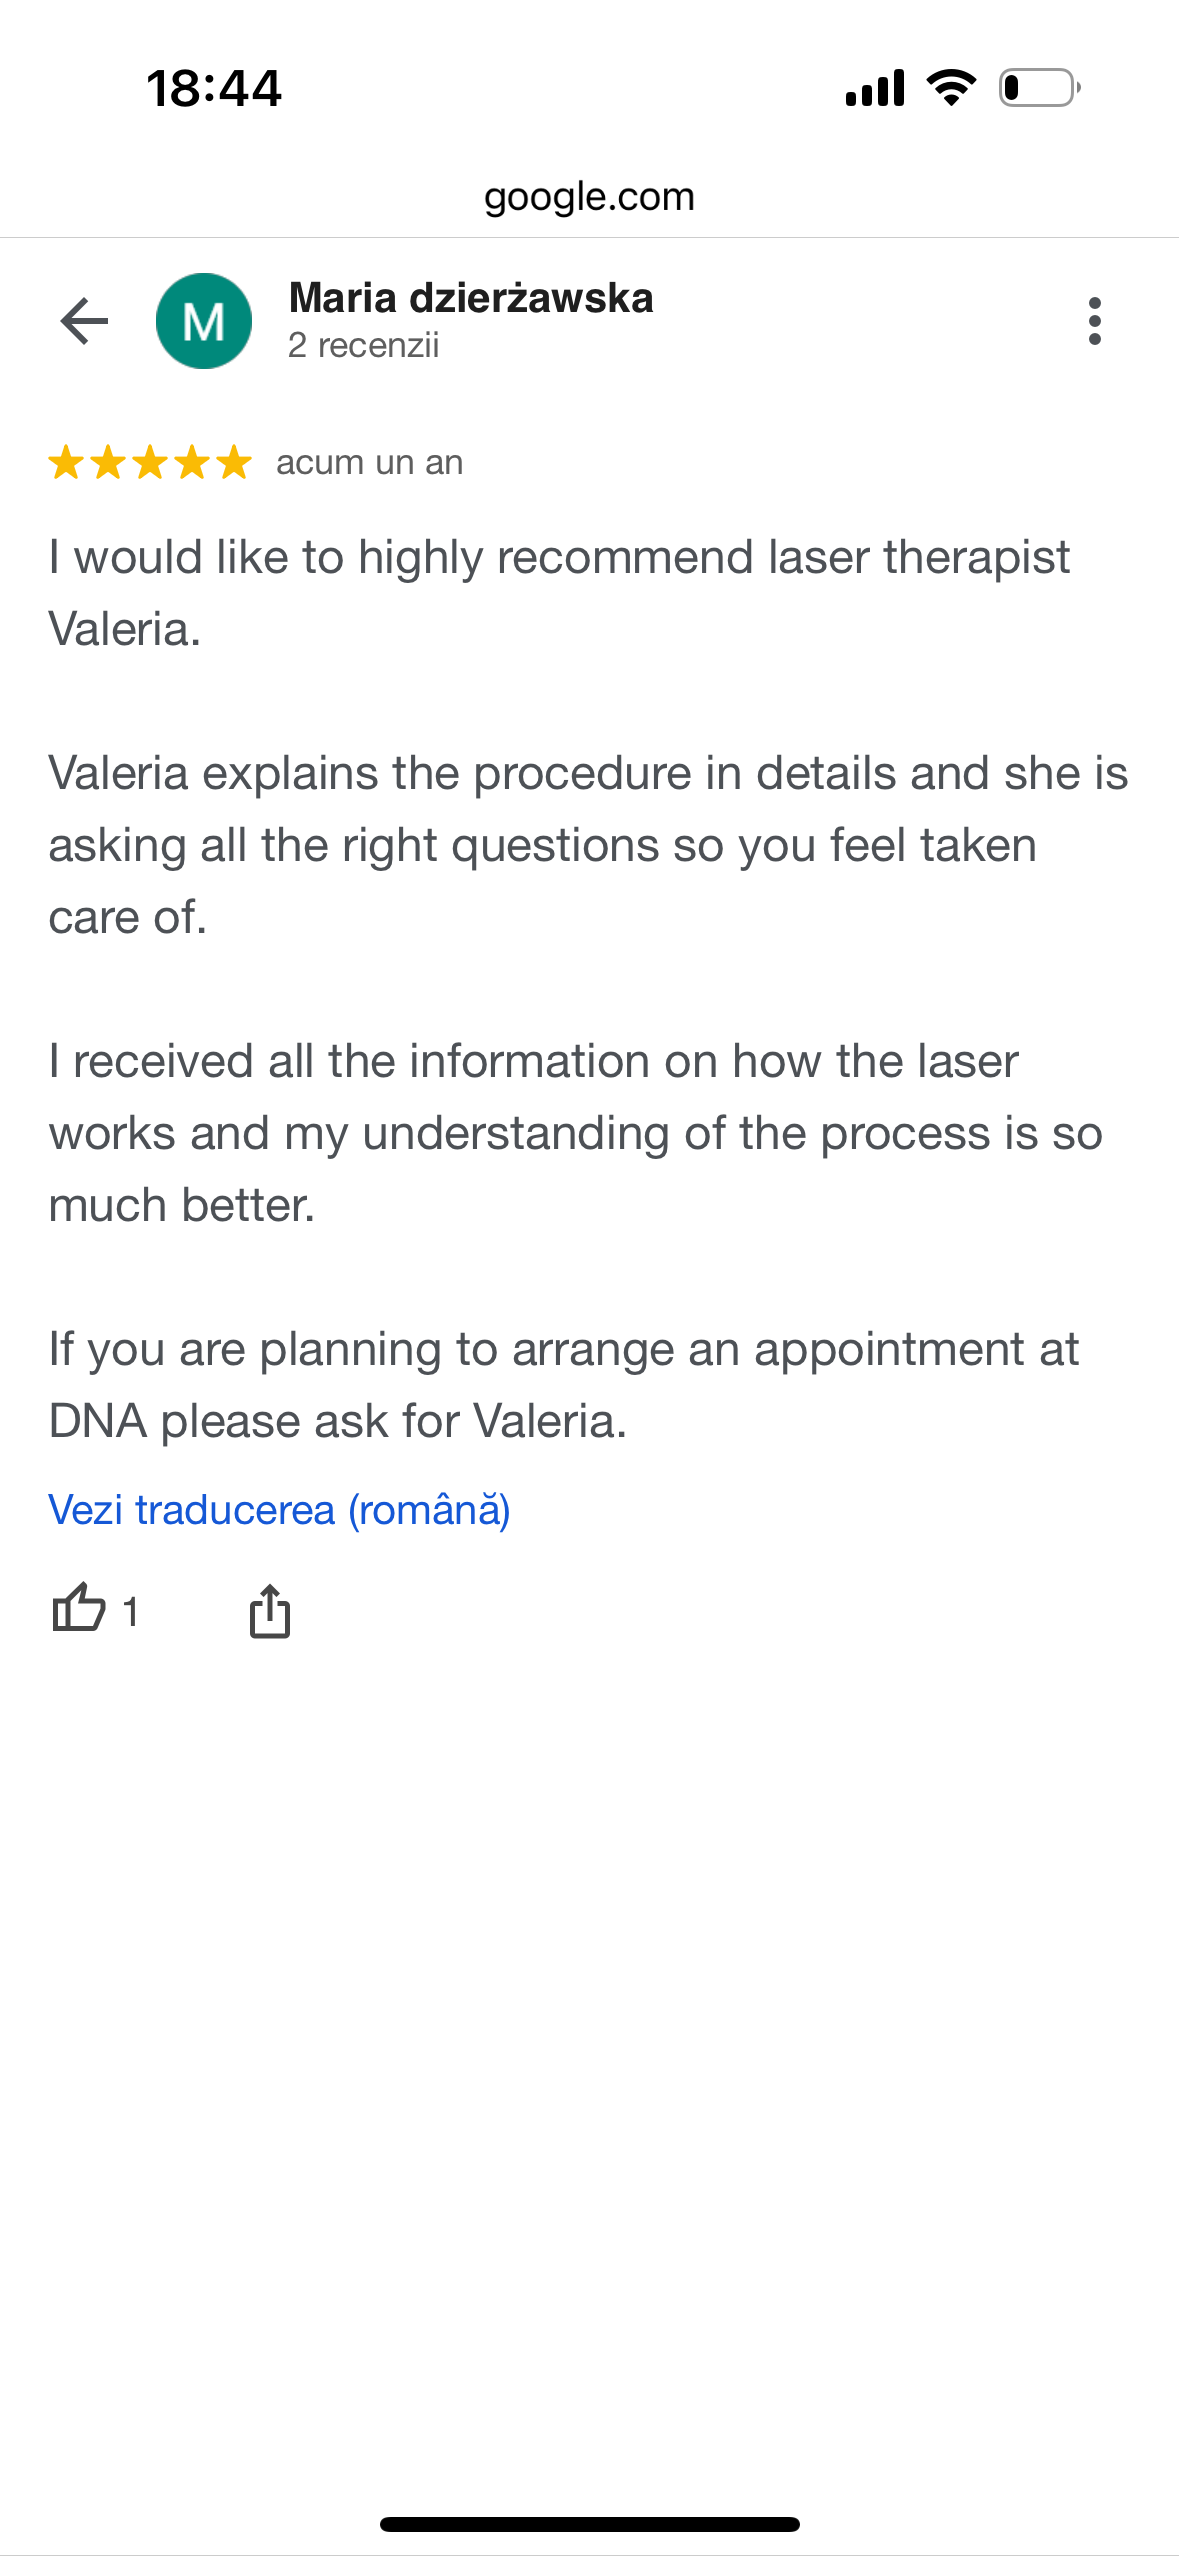 18:44
google.com
M
Maria dzierżawska
2 recenzii
acum un an
I would like to highly recommend laser therapist
Valeria.
Valeria explains the procedure in details and she is
asking all the right questions so you feel taken
care of.
I received all the information on how the laser
works and my understanding of the process is so
much better.
If you are planning to arrange an appointment at
DNA please ask for Valeria.
Vezi traducerea (română)
1